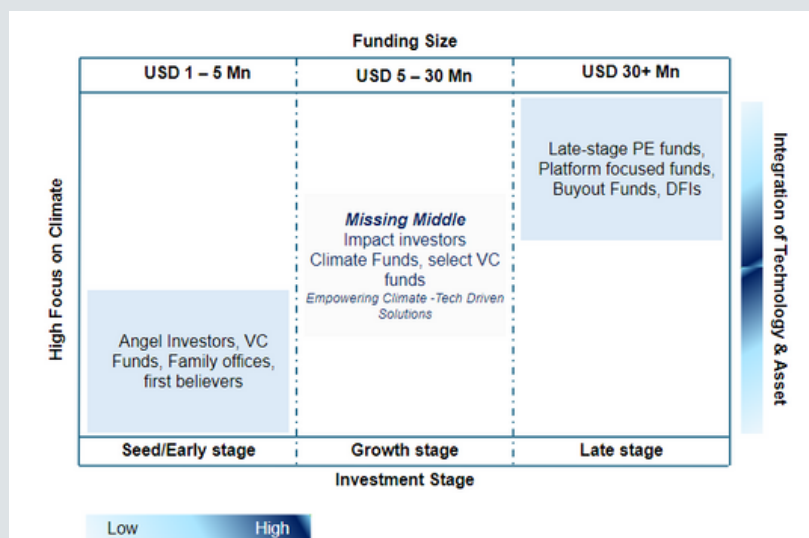 Funding Size
USD 1 – 5 Mn
USD 5 – 30 Mn
USD 30+ Mn
High Focus on Climate
Late-stage PE funds,
Platform focused funds,
Buyout Funds, DFIs
Missing Middle
Impact investors
Climate Funds, select VC
funds
Empowering Climate -Tech Driven
Solutions
Angel Investors, VC
Funds, Family offices,
first believers
Integration of Technology & Asset
Seed/Early stage
Growth stage
Late stage
Investment Stage
Low
High